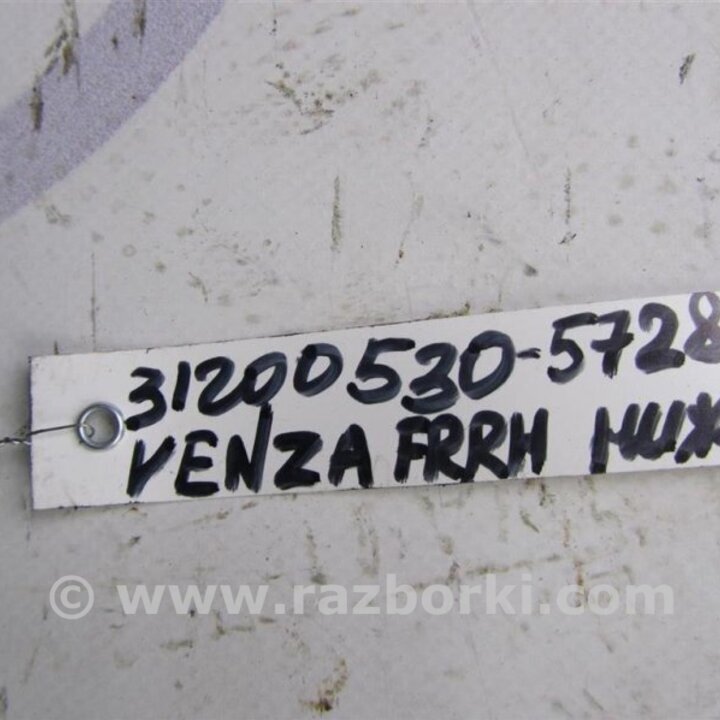 31200530-5728
VENZA FRRH НИЖ
© www.razborki.com